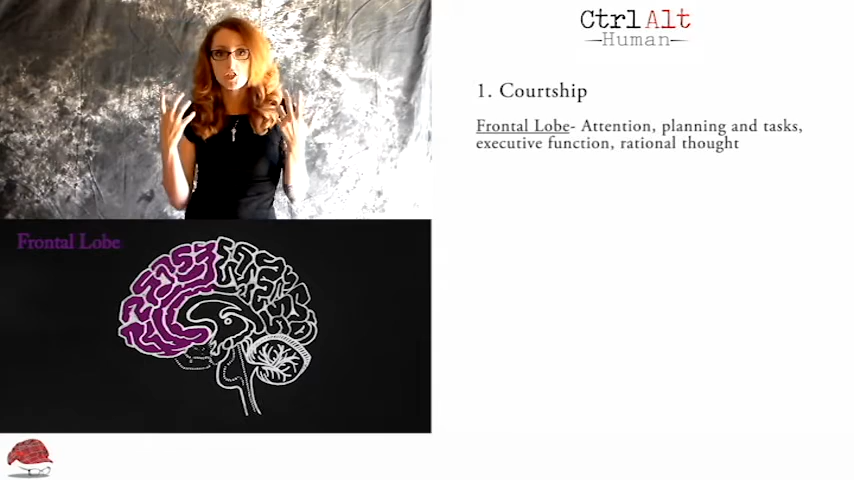 Ctrl Alt
Human
1. Courtship
Frontal Lobe- Attention, planning and tasks,
executive function, rational thought
Frontal Lobe